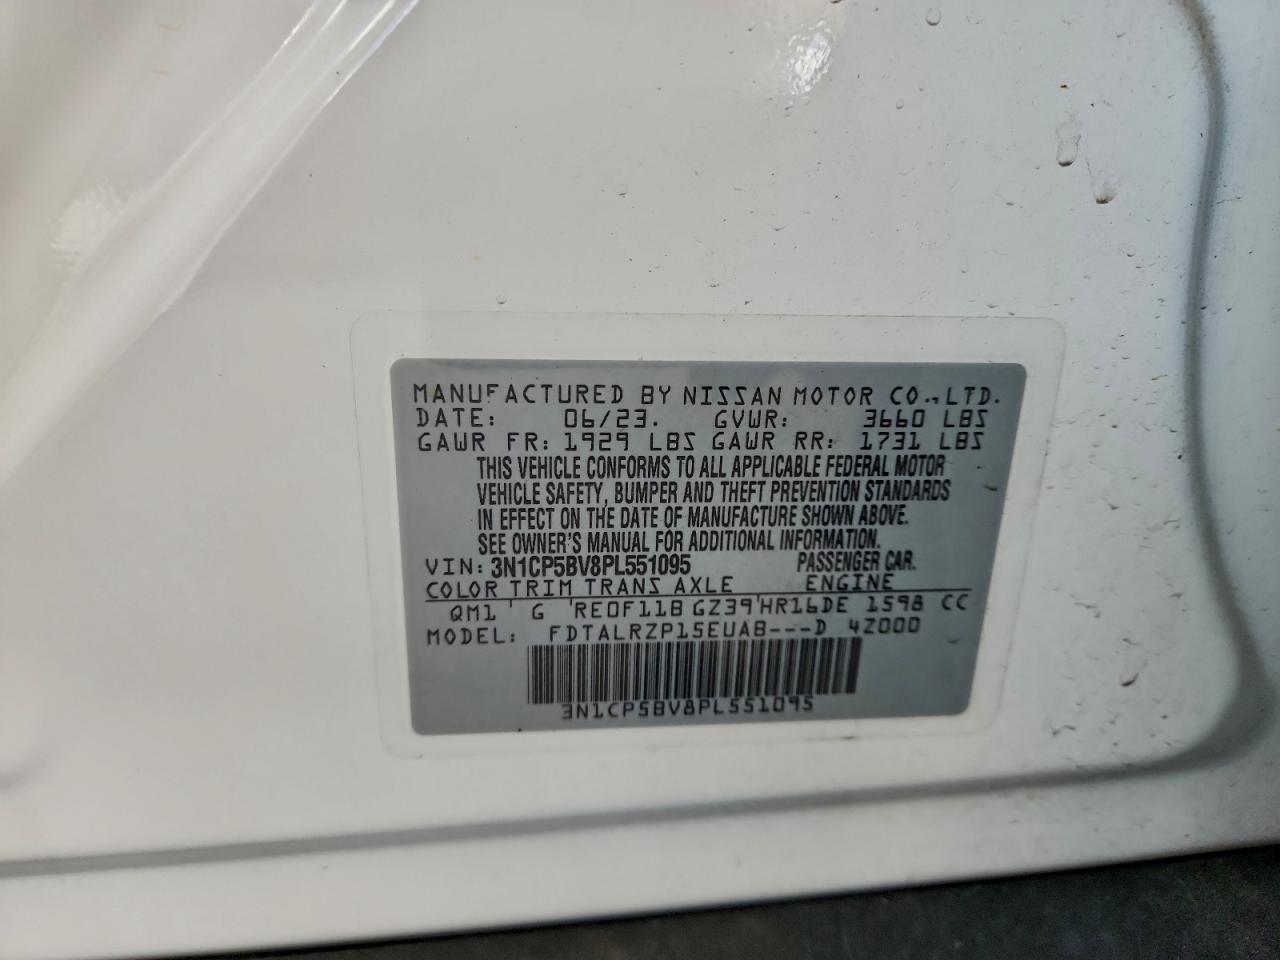 MANUFACTURED BY NISSAN MOTOR CO., LTD.
DATE: 06/23. GVWR: 3660 LBS
GAWR FR: 1929 LBS GAWR RR: 1731 LBS
THIS VEHICLE CONFORMS TO ALL APPLICABLE FEDERAL MOTOR
VEHICLE SAFETY, BUMPER AND THEFT PREVENTION STANDARDS
IN EFFECT ON THE DATE OF MANUFACTURE SHOWN ABOVE.
SEE OWNER'S MANUAL FOR ADDITIONAL INFORMATION.
VIN: 3N1CP5BV8PL551095 PASSENGER CAR.
COLOR TRIM TRANS AXLE ENGINE
QM1 ' G 'RE0F11B GZ39'HR16DE 1598 CC
MODEL: FDTALRZP15EUAB---D 4Z000
3N1CP5BV8PL551095